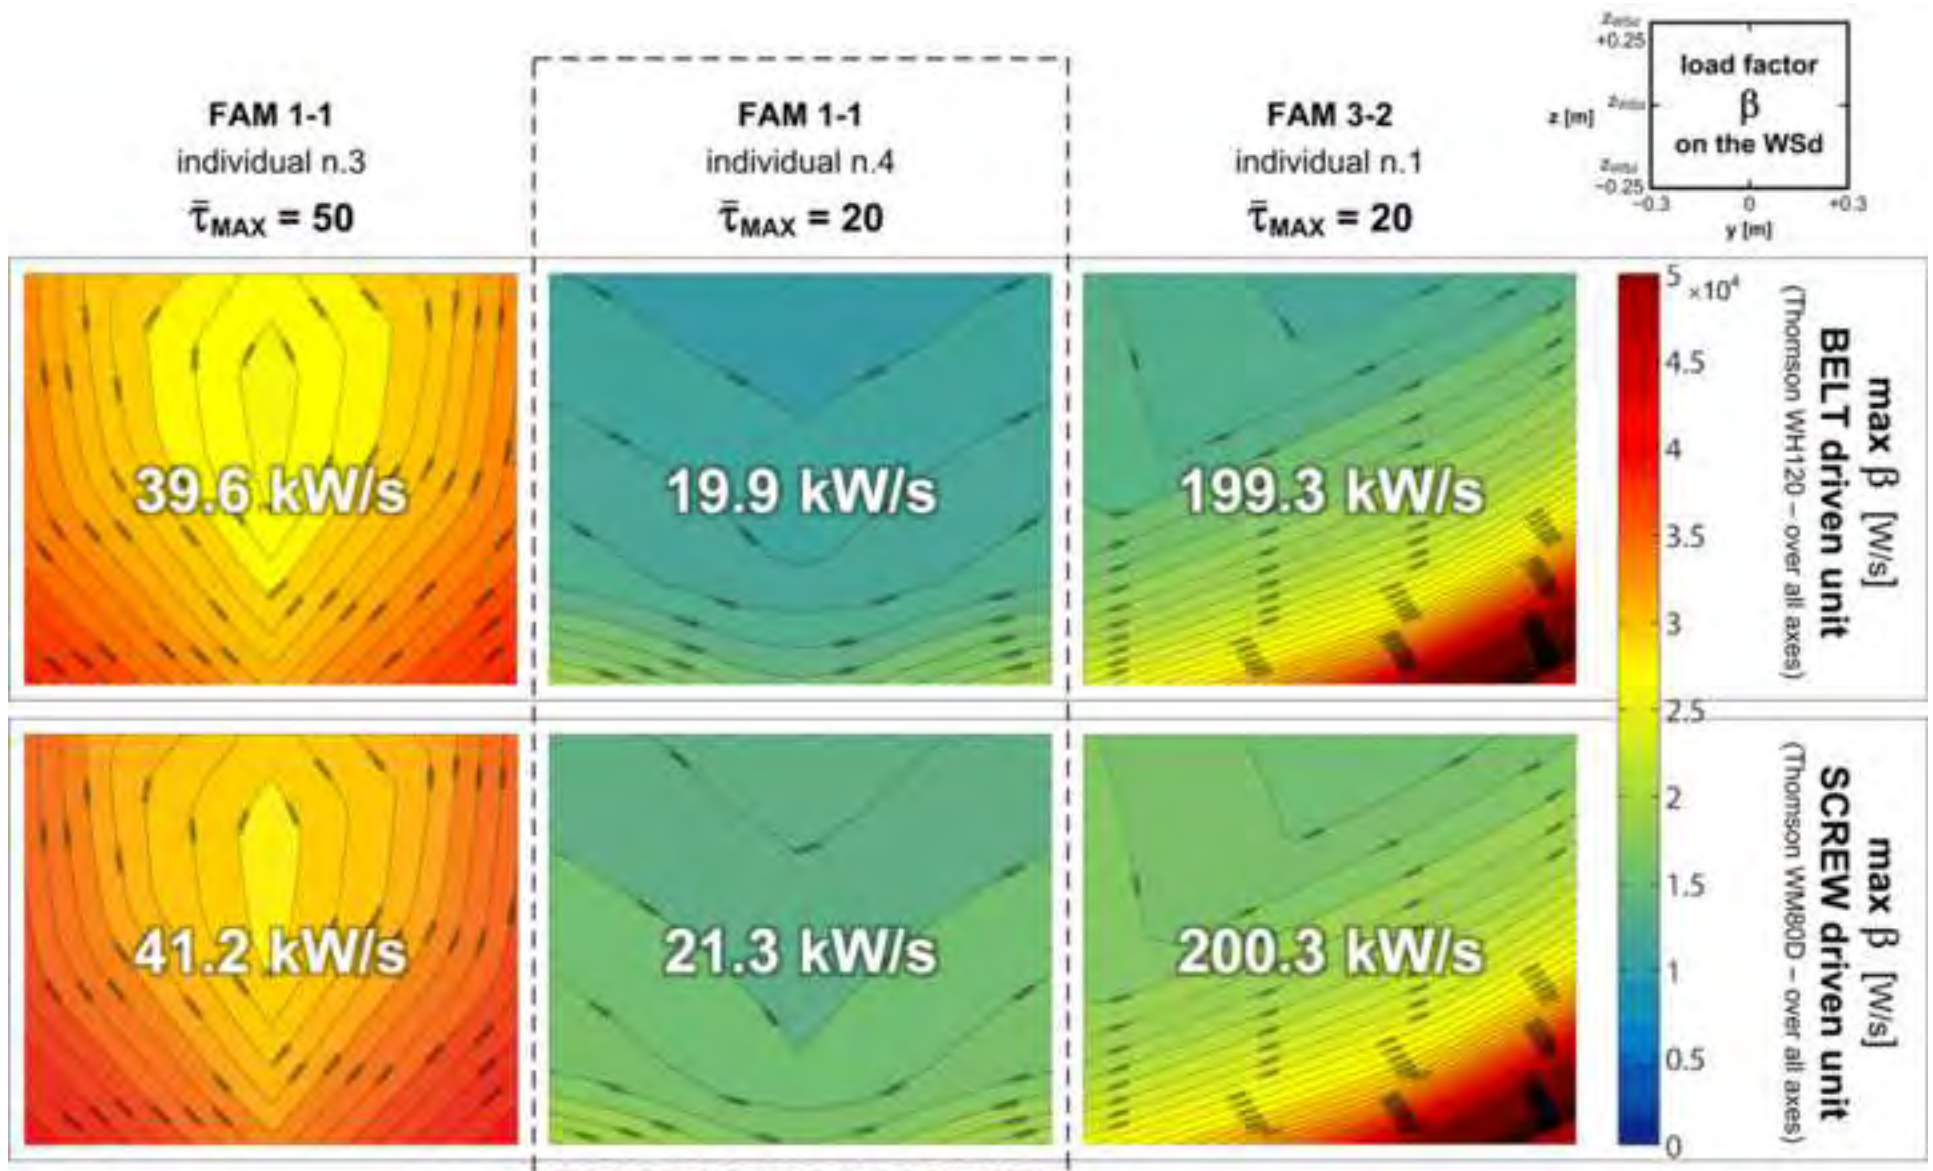 FAM 1-1
individual n.3
τ̄MAX = 50
FAM 1-1
individual n.4
τ̄MAX = 20
FAM 3-2
individual n.1
τ̄MAX = 20
+0.25
z [m]
−0.25
load factor
β
on the WSd
−0.3 0 +0.3
y [m]
39.6 kW/s
19.9 kW/s
199.3 kW/s
41.2 kW/s
21.3 kW/s
200.3 kW/s
5 ×10⁴
4.5
4
3.5
3
2.5
2
1.5
1
0.5
0
max β [W/s]
BELT driven unit
(Thomson WH120 – over all axes)
max β [W/s]
SCREW driven unit
(Thomson WM80D – over all axes)